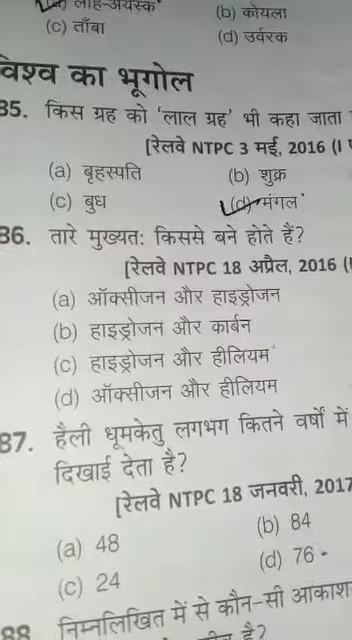 (a) लौह-अयस्क
(b) कोयला
(c) ताँबा
(d) उर्वरक
विश्व का भूगोल
35. किस ग्रह को 'लाल ग्रह' भी कहा जाता
[रेलवे NTPC 3 मई, 2016 (I
(a) बृहस्पति
(b) शुक्र
(c) बुध
(d) मंगल
36. तारे मुख्यतः किससे बने होते हैं?
[रेलवे NTPC 18 अप्रैल, 2016 (
(a) ऑक्सीजन और हाइड्रोजन
(b) हाइड्रोजन और कार्बन
(c) हाइड्रोजन और हीलियम
(d) ऑक्सीजन और हीलियम
37. हैली धूमकेतु लगभग कितने वर्षों में
दिखाई देता है?
[रेलवे NTPC 18 जनवरी, 2017
(a) 48
(b) 84
(c) 24
(d) 76
38 निम्नलिखित में से कौन-सी आकाश
है?